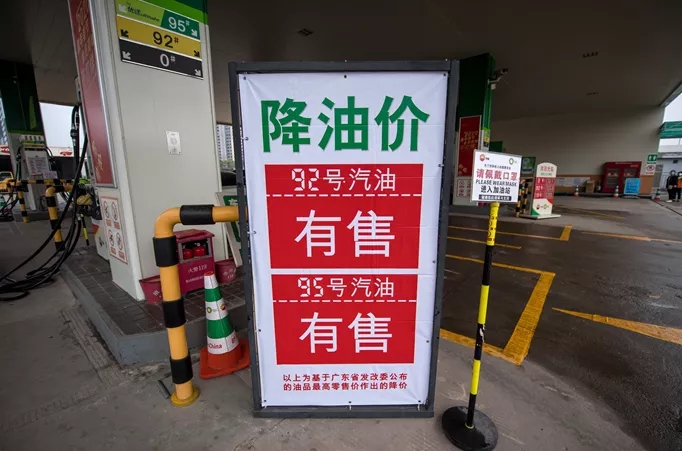 95#
92#
0#
降油价
92号汽油
有售
95号汽油
有售
以上为基于广东省发改委公布
的油品最高零售价作出的降价
请佩戴口罩
PLEASE WEAR MASK
进入加油站